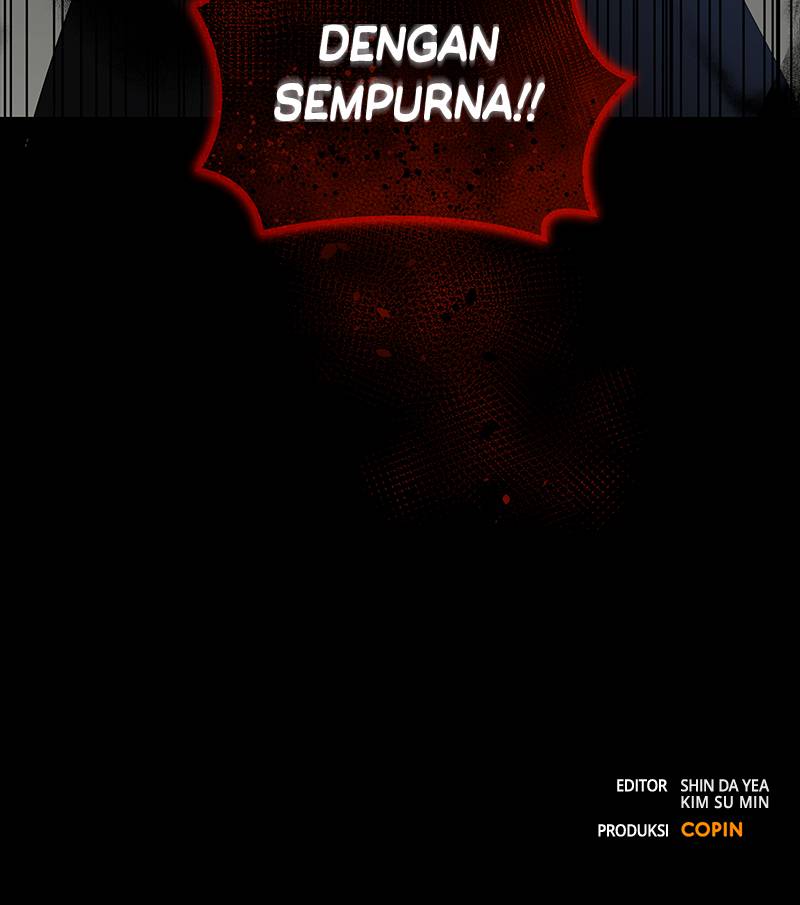 DENGAN
SEMPURNA!!
EDITOR SHIN DA YEA
KIM SU MIN
PRODUKSI COPIN